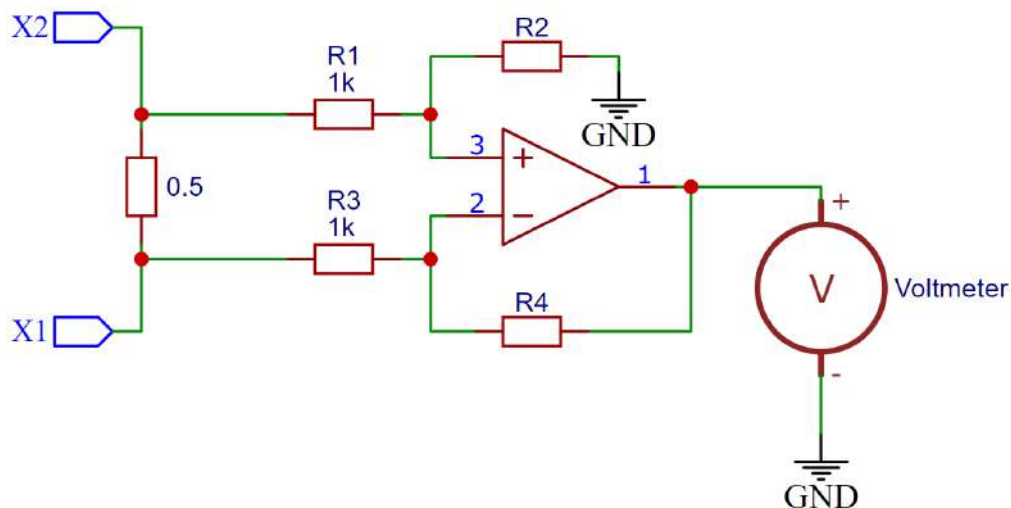 X2
R1
1k
R2
GND
0.5
3
+
1
2
−
R3
1k
+
V
Voltmeter
R4
X1
-
GND